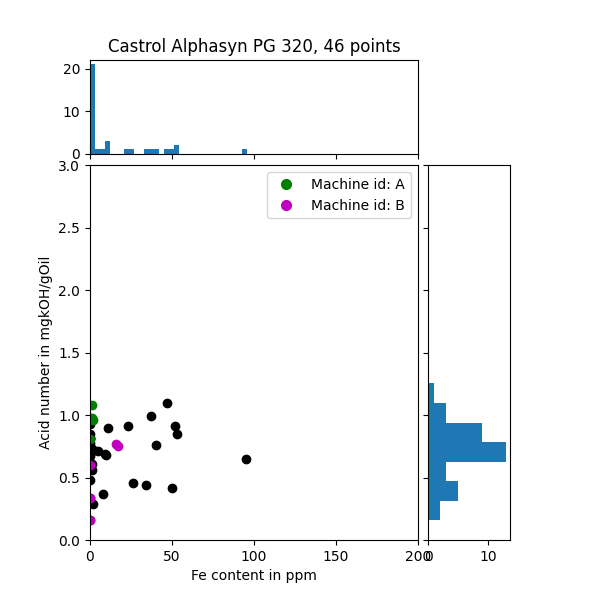 Castrol Alphasyn PG 320, 46 points
20
10
0
3.0
2.5
2.0
1.5
1.0
0.5
0.0
Acid number in mgkOH/gOil
Machine id: A
Machine id: B
0 50 100 150 200
0 10
Fe content in ppm